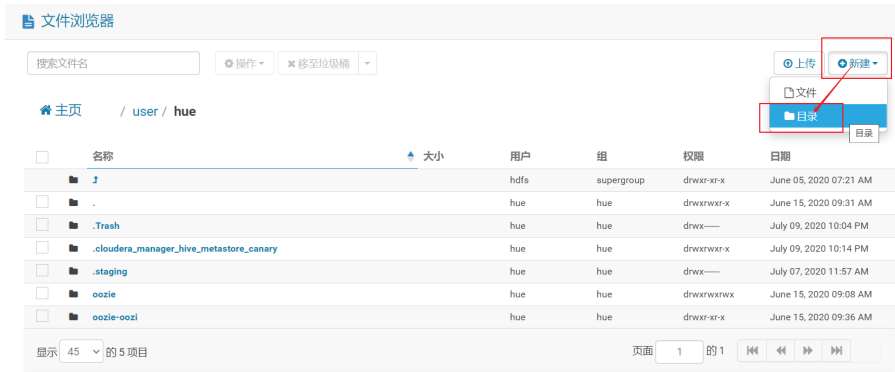 文件浏览器
搜索文件名 操作 移至垃圾桶 上传 新建
文件
主页 / user / hue
目录
目录
名称 大小 用户 组 权限 日期
hdfs supergroup drwxr-xr-x June 05, 2020 07:21 AM
. hue hue drwxrwxr-x June 15, 2020 09:31 AM
.Trash hue hue drwx------ July 09, 2020 10:04 PM
.cloudera_manager_hive_metastore_canary hue hue drwxrwxr-x July 09, 2020 10:14 PM
.staging hue hue drwx------ July 07, 2020 11:57 AM
oozie hue hue drwxrwxrwx June 15, 2020 09:08 AM
oozie-oozi hue hue drwxr-xr-x June 15, 2020 09:36 AM
显示 45 的 5 项目 页面 1 的 1